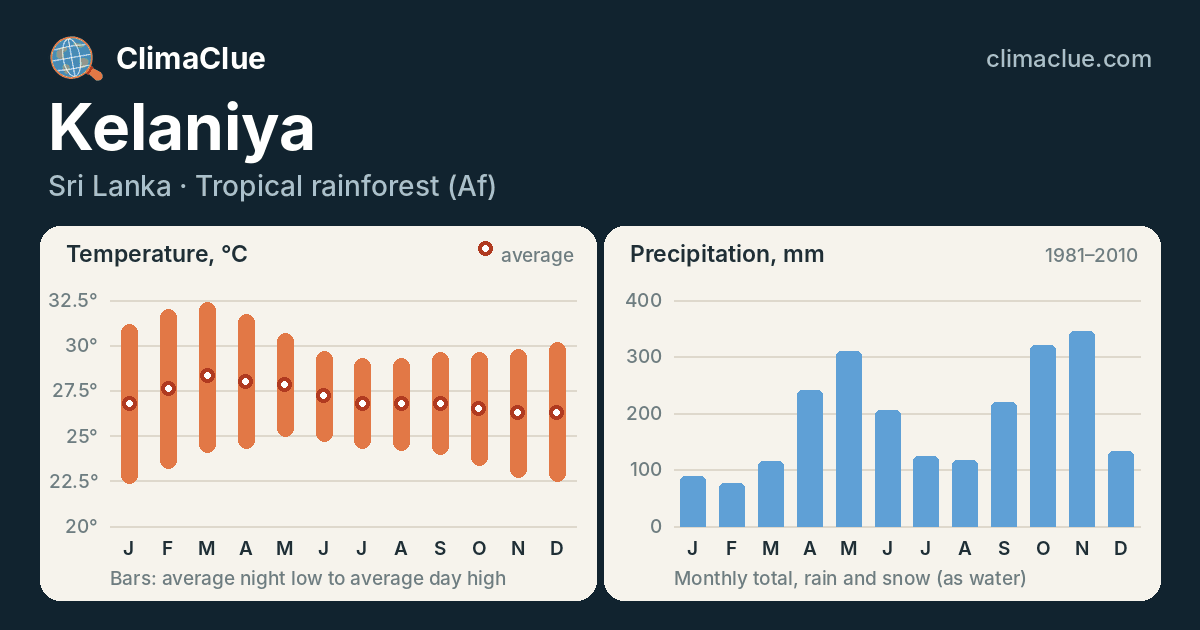 ClimaClue
climaclue.com
Kelaniya
Sri Lanka · Tropical rainforest (Af)
Temperature, °C
average
32.5°
30°
27.5°
25°
22.5°
20°
J F M A M J J A S O N D
Bars: average night low to average day high
Precipitation, mm
1981–2010
400
300
200
100
0
J F M A M J J A S O N D
Monthly total, rain and snow (as water)